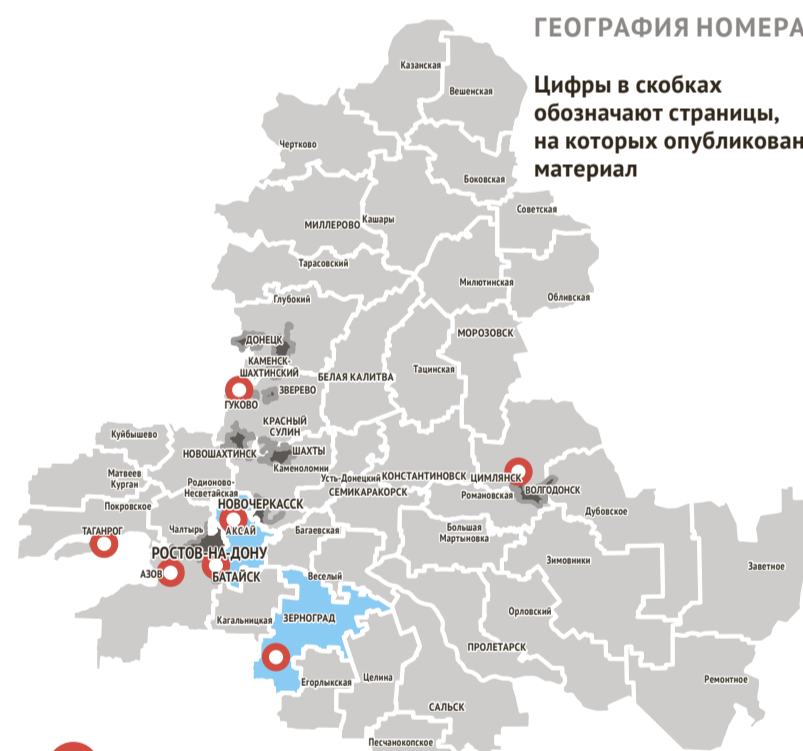 ГЕОГРАФИЯ НОМЕРА
Цифры в скобках
обозначают страницы,
на которых опубликован
материал
Казанская
Вешенская
Чертково
Боковская
Советская
МИЛЛЕРОВО
Кашары
Тарасовский
Милютинская
Обливская
Глубокий
МОРОЗОВСК
ДОНЕЦК
КАМЕНСК-
ШАХТИНСКИЙ
БЕЛАЯ КАЛИТВА
Тацинская
ЗВЕРЕВО
ГУКОВО
КРАСНЫЙ
СУЛИН
Куйбышево
НОВОШАХТИНСК
ШАХТЫ
Каменоломни
Матвеев
Курган
Родионово-
Несветайская
Усть-Донецкий
КОНСТАНТИНОВСК
ЦИМЛЯНСК
СЕМИКАРАКОРСК
Романовская
ВОЛГОДОНСК
Покровское
НОВОЧЕРКАССК
Дубовское
ТАГАНРОГ
Чалтырь
АКСАЙ
Багаевская
Большая
Мартыновка
РОСТОВ-НА-ДОНУ
Зимовники
Заветное
АЗОВ
БАТАЙСК
Веселый
Кагальницкая
ЗЕРНОГРАД
Орловский
ПРОЛЕТАРСК
Егорлыкская
Целина
Ремонтное
САЛЬСК
Песчанокопское